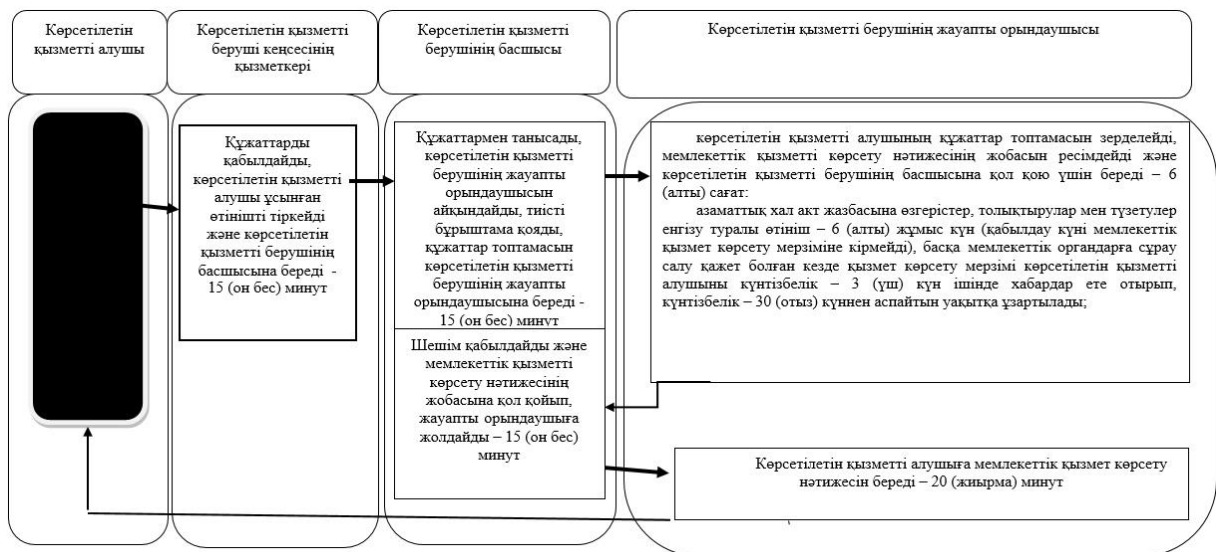 Көрсетілетін
қызметті алушы
Көрсетілетін қызметті
беруші кеңсесінің
қызметкері
Көрсетілетін қызметті
берушінің басшысы
Көрсетілетін қызметті берушінің жауапты орындаушысы
Құжаттарды
қабылдайды,
көрсетілетін қызметті
алушы ұсынған
өтінішті тіркейді
және көрсетілетін
қызметті берушінің
басшысына береді -
15 (он бес) минут
Құжаттармен танысады,
көрсетілетін қызметті
берушінің жауапты
орындаушысын
айқындайды, тиісті
бұрыштама қояды,
құжаттар топтамасын
көрсетілетін қызметті
берушінің жауапты
орындаушысына береді -
15 (он бес) минут
Шешім қабылдайды және
мемлекеттік қызметті
көрсету нәтижесінің
жобасына қол қойып,
жауапты орындаушыға
жолдайды – 15 (он бес)
минут
көрсетілетін қызметті алушының құжаттар топтамасын зерделейді,
мемлекеттік қызметті көрсету нәтижесінің жобасын ресімдейді және
көрсетілетін қызметті берушінің басшысына қол қою үшін береді – 6
(алты) сағат:
азаматтық хал акт жазбасына өзгерістер, толықтырулар мен түзетулер
енгізу туралы өтініш – 6 (алты) жұмыс күн (қабылдау күні мемлекеттік
қызмет көрсету мерзіміне кірмейді), басқа мемлекеттік органдарға сұрау
салу қажет болған кезде қызмет көрсету мерзімі көрсетілетін қызметті
алушыны күнтізбелік – 3 (үш) күн ішінде хабардар ете отырып,
күнтізбелік – 30 (отыз) күннен аспайтын уақытқа ұзартылады;
Көрсетілетін қызметті алушыға мемлекеттік қызмет көрсету
нәтижесін береді – 20 (жиырма) минут